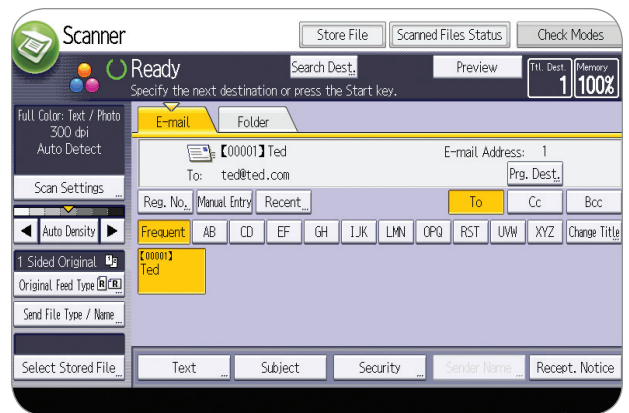 Scanner
Store File
Scanned Files Status
Check Modes
Ready
Search Dest.
Preview
Ttl. Dest.
1
Memory
100%
Specify the next destination or press the Start key.
Full Color: Text / Photo
300 dpi
Auto Detect
Scan Settings
Auto Density
1 Sided Original
Original Feed Type
Send File Type / Name
Select Stored File
E-mail
Folder
【00001】Ted
E-mail Address: 1
To: ted@ted.com
Prg. Dest.
Reg. No.
Manual Entry
Recent
To
Cc
Bcc
Frequent
AB
CD
EF
GH
IJK
LMN
OPQ
RST
UVW
XYZ
Change Title
【00001】
Ted
Text
Subject
Security
Sender Name
Recept. Notice